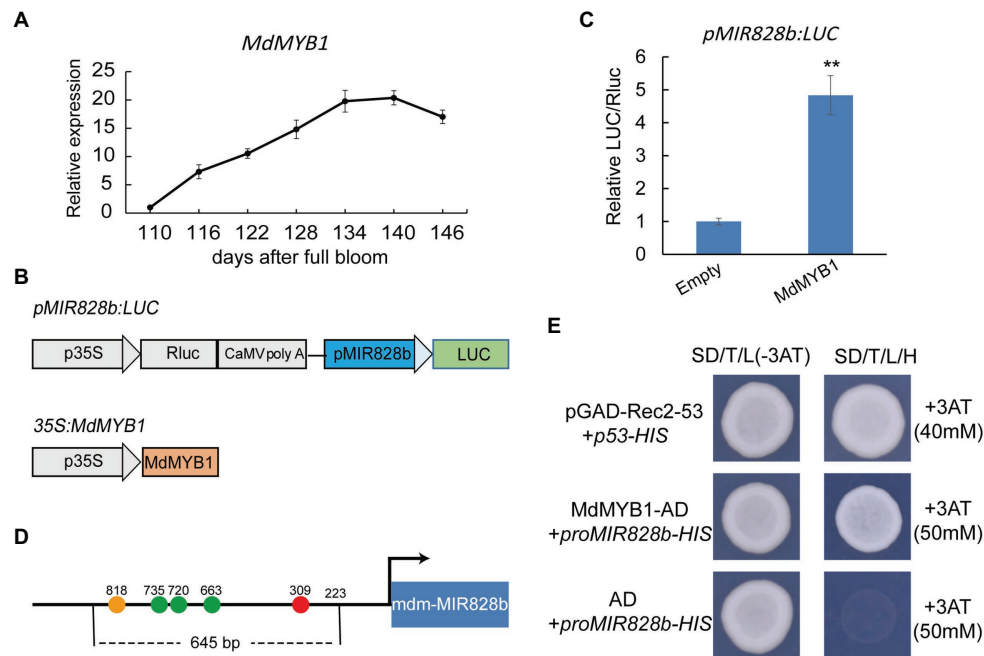 A
MdMYB1
Relative expression
25
20
15
10
5
0
110 116 122 128 134 140 146
days after full bloom
B
pMIR828b:LUC
p35S Rluc CaMV poly A pMIR828b LUC
35S:MdMYB1
p35S MdMYB1
C
pMIR828b:LUC
Relative LUC/Rluc
6
5
4
3
2
1
0
**
Empty MdMYB1
D
818 735 720 663 309 223
mdm-MIR828b
645 bp
E
SD/T/L(-3AT) SD/T/L/H
pGAD-Rec2-53
+p53-HIS
+3AT
(40mM)
MdMYB1-AD
+proMIR828b-HIS
+3AT
(50mM)
AD
+proMIR828b-HIS
+3AT
(50mM)